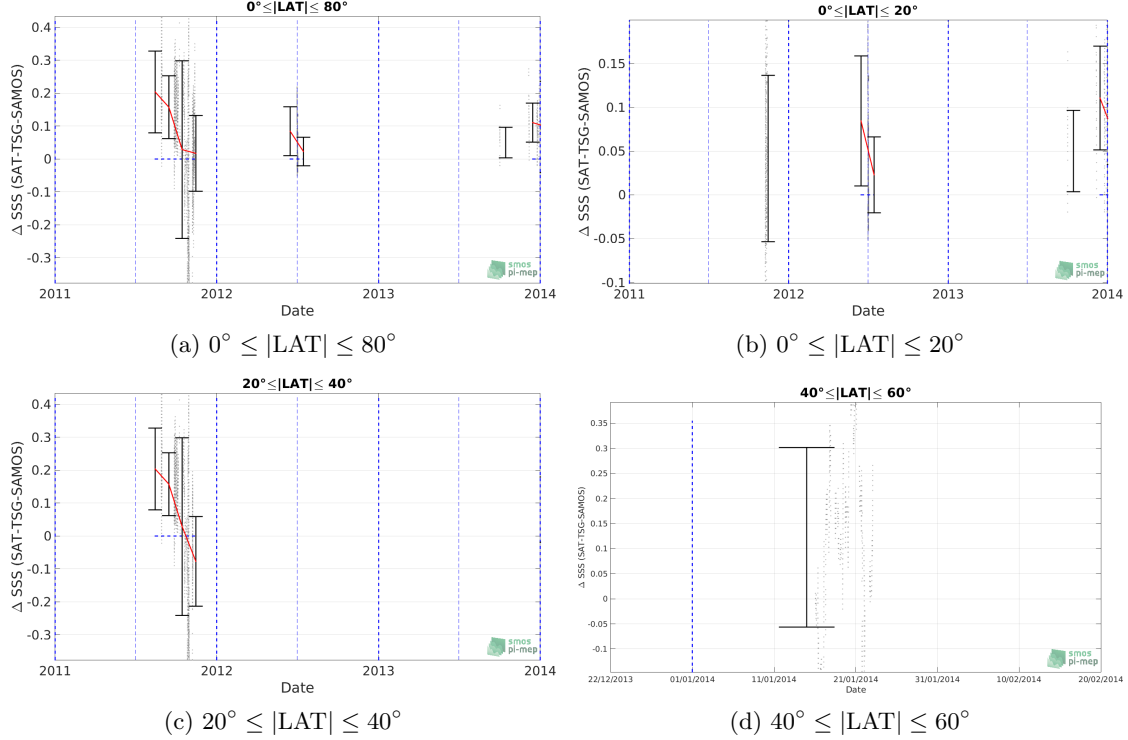 0°≤|LAT|≤ 80°
Δ SSS (SAT-TSG-SAMOS)
0.4
0.3
0.2
0.1
0
-0.1
-0.2
-0.3
2011
2012
2013
2014
Date
smos
pi-mep
(a) 0° ≤ |LAT| ≤ 80°
0°≤|LAT|≤ 20°
Δ SSS (SAT-TSG-SAMOS)
0.15
0.1
0.05
0
-0.05
-0.1
2011
2012
2013
2014
Date
smos
pi-mep
(b) 0° ≤ |LAT| ≤ 20°
20°≤|LAT|≤ 40°
Δ SSS (SAT-TSG-SAMOS)
0.4
0.3
0.2
0.1
0
-0.1
-0.2
-0.3
2011
2012
2013
2014
Date
smos
pi-mep
(c) 20° ≤ |LAT| ≤ 40°
40°≤|LAT|≤ 60°
Δ SSS (SAT-TSG-SAMOS)
0.35
0.3
0.25
0.2
0.15
0.1
0.05
0
-0.05
-0.1
22/12/2013
01/01/2014
11/01/2014
21/01/2014
31/01/2014
10/02/2014
20/02/2014
Date
smos
pi-mep
(d) 40° ≤ |LAT| ≤ 60°